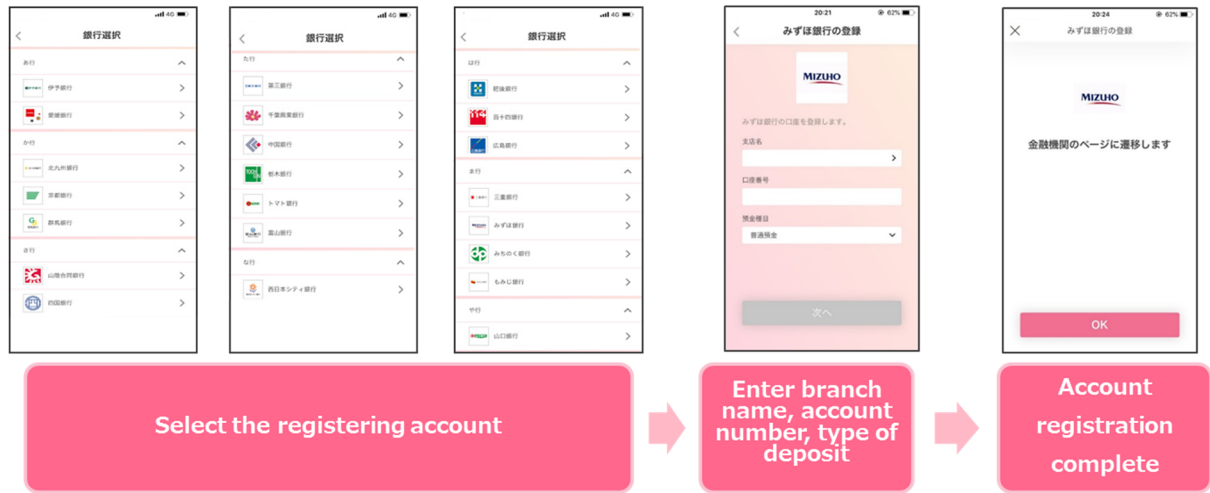 4G
銀行選択
あ行
伊予銀行
愛媛銀行
か行
北九州銀行
京都銀行
群馬銀行
さ行
山陰合同銀行
四国銀行
4G
銀行選択
た行
第三銀行
千葉興業銀行
中国銀行
栃木銀行
トマト銀行
富山銀行
な行
西日本シティ銀行
4G
銀行選択
は行
肥後銀行
百十四銀行
広島銀行
ま行
三重銀行
みずほ銀行
みちのく銀行
もみじ銀行
や行
山口銀行
20:21 62%
みずほ銀行の登録
MIZUHO
みずほ銀行の口座を登録します。
支店名
口座番号
預金種目
普通預金
次へ
20:24 62%
みずほ銀行の登録
MIZUHO
金融機関のページに遷移します
OK
Select the registering account
Enter branch
name, account
number, type of
deposit
Account
registration
complete